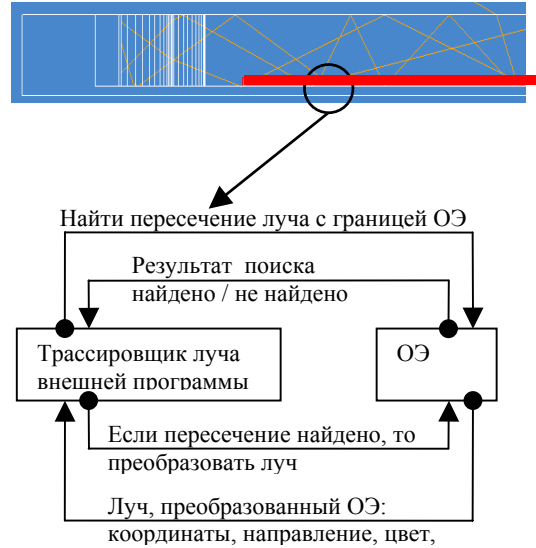 Найти пересечение луча с границей ОЭ
Результат поиска
найдено / не найдено
Трассировщик луча
внешней программы
ОЭ
Если пересечение найдено, то
преобразовать луч
Луч, преобразованный ОЭ:
координаты, направление, цвет,